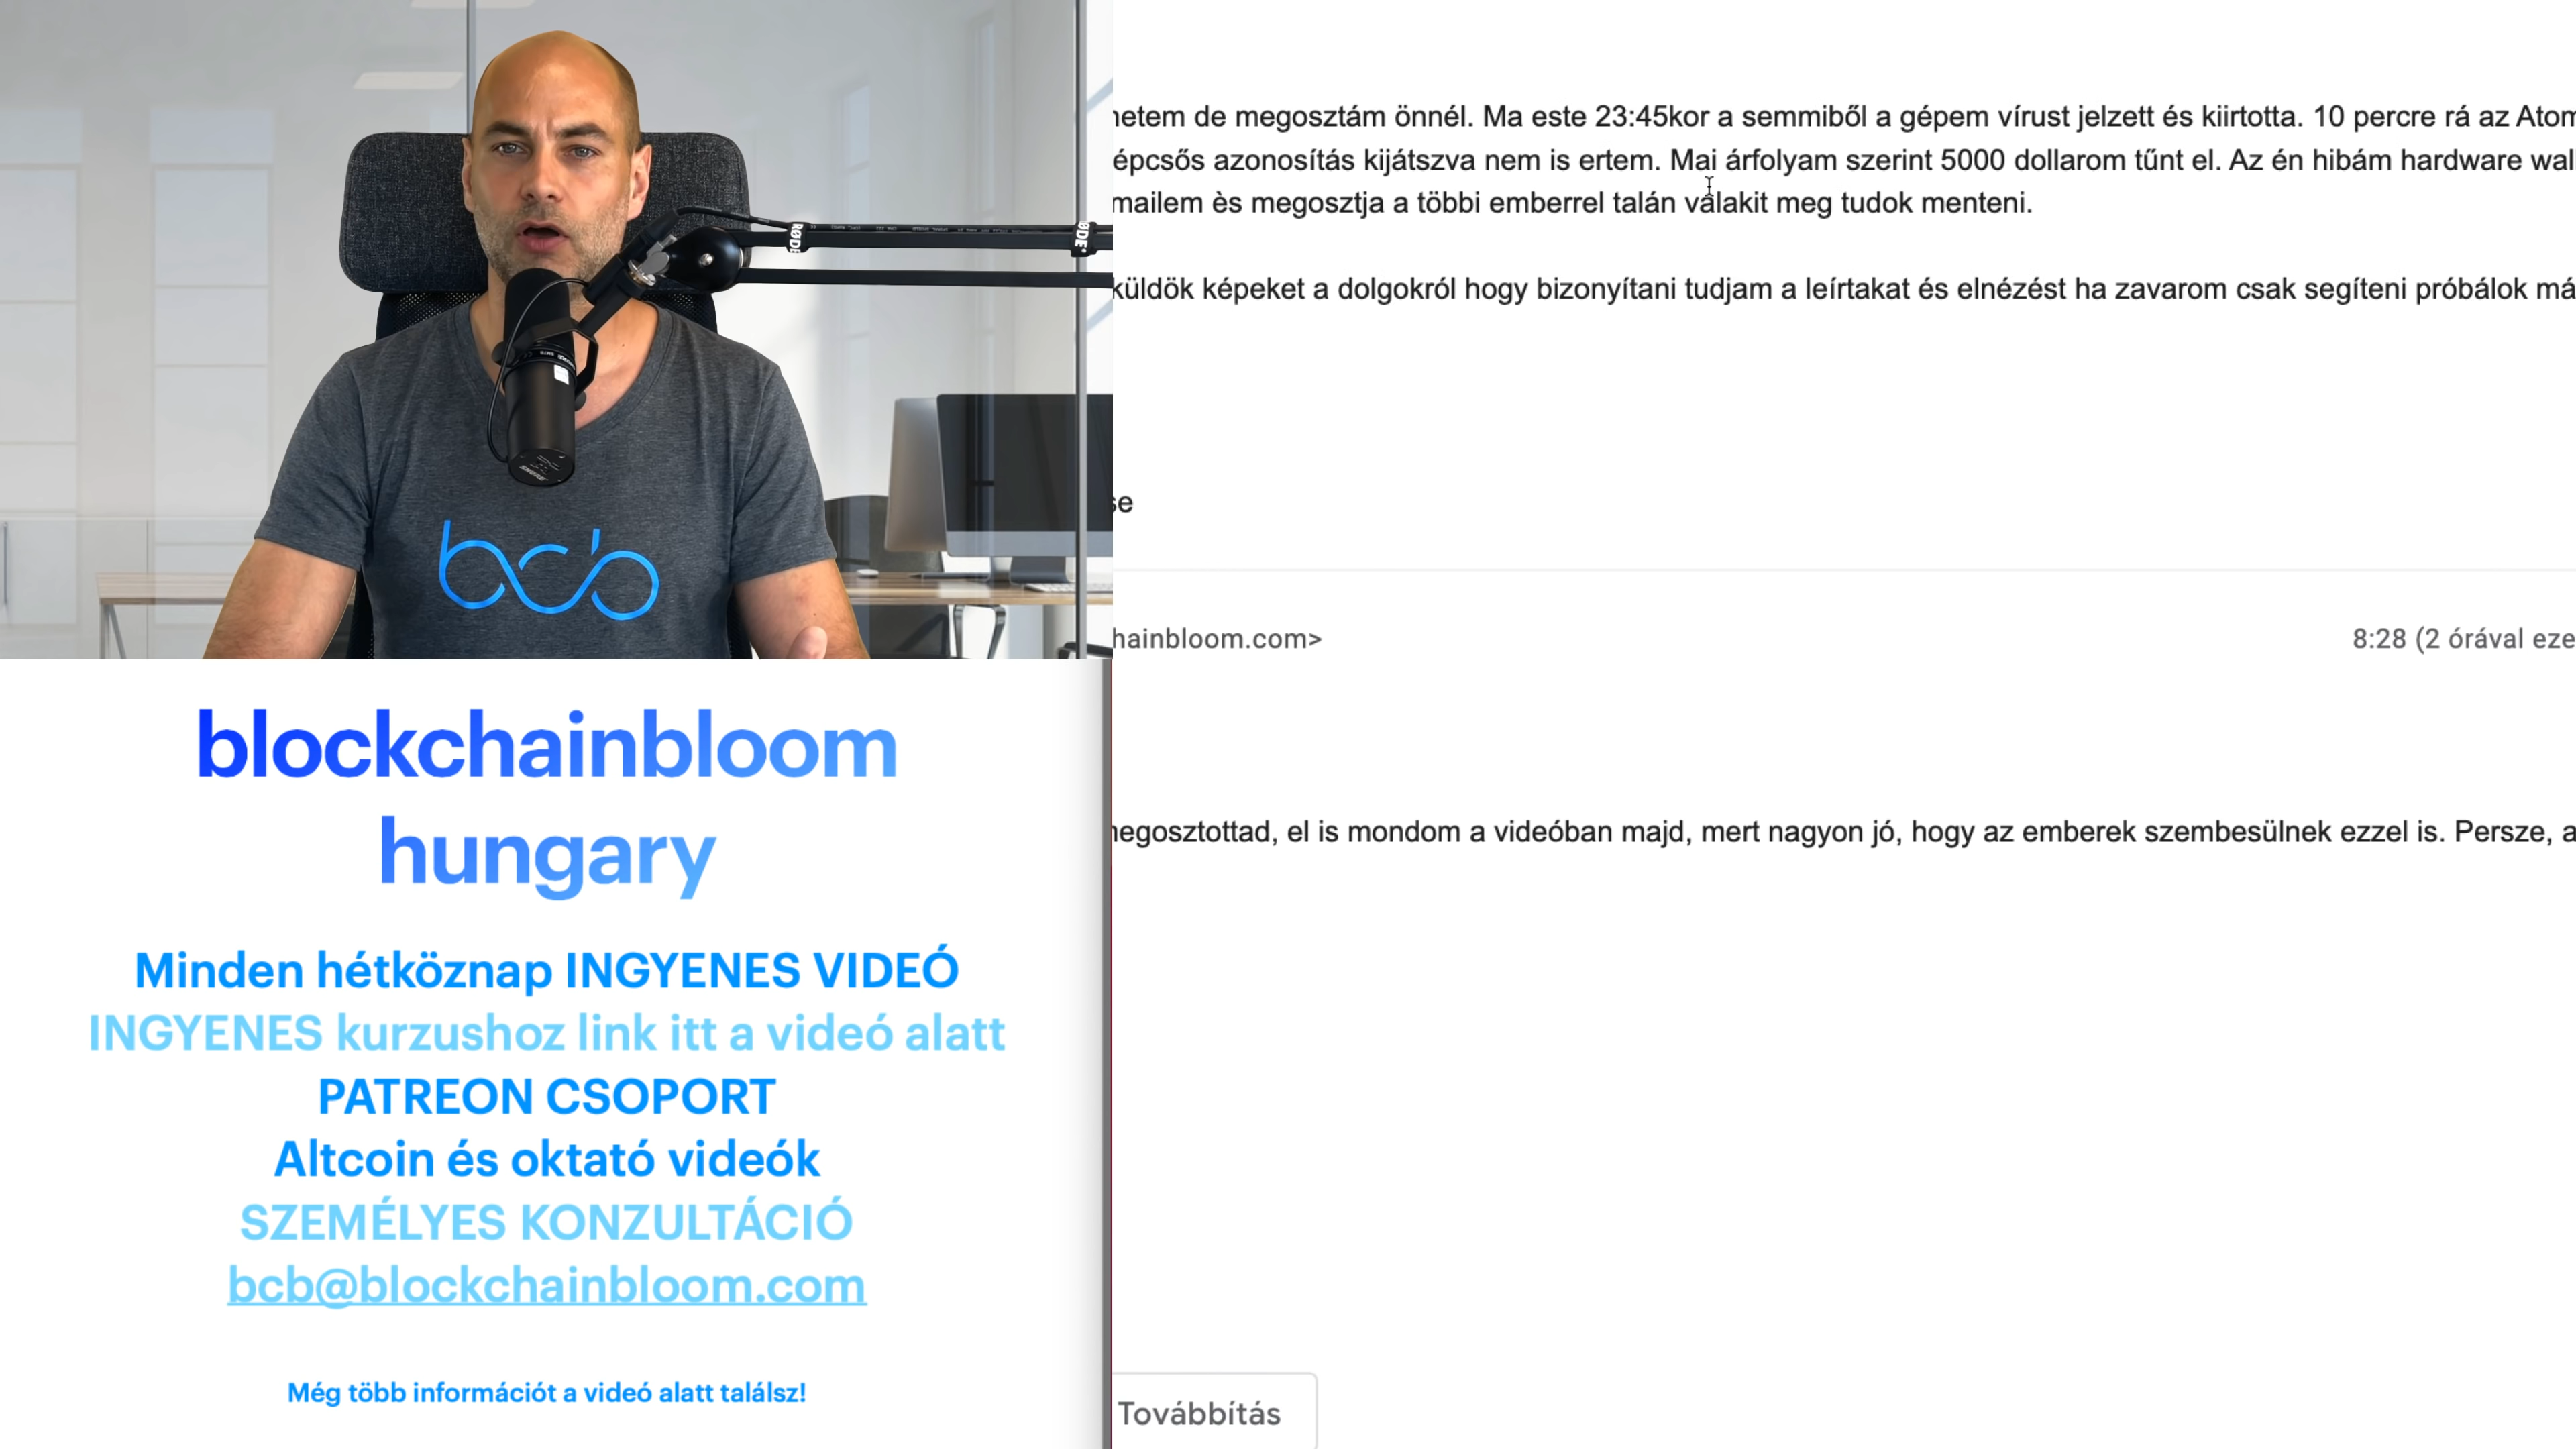 RØDE
ØDE
SHURE
bcb
blockchainbloom
hungary
Minden hétköznap INGYENES VIDEÓ
INGYENES kurzushoz link itt a videó alatt
PATREON CSOPORT
Altcoin és oktató videók
SZEMÉLYES KONZULTÁCIÓ
bcb@blockchainbloom.com
Még több információt a videó alatt találsz!
hetem de megosztám önnél. Ma este 23:45kor a semmiből a gépem vírust jelzett és kiirtotta. 10 percre rá az Atom
épcsős azonosítás kijátszva nem is ertem. Mai árfolyam szerint 5000 dollarom tűnt el. Az én hibám hardware wal
mailem ès megosztja a többi emberrel talán valakit meg tudok menteni.
küldök képeket a dolgokról hogy bizonyítani tudjam a leírtakat és elnézést ha zavarom csak segíteni próbálok má
se
hainbloom.com>
8:28 (2 órával eze
negosztottad, el is mondom a videóban majd, mert nagyon jó, hogy az emberek szembesülnek ezzel is. Persze, a
Továbbítás